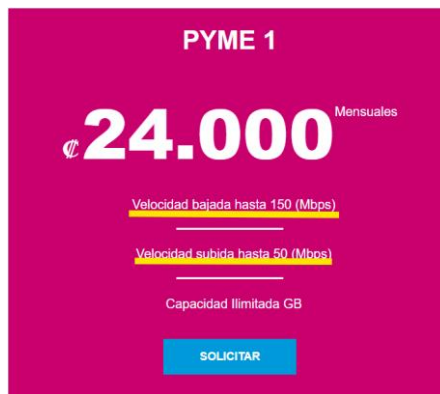 PYME 1
₡24.000 Mensuales
Velocidad bajada hasta 150 (Mbps)
Velocidad subida hasta 50 (Mbps)
Capacidad Ilimitada GB
SOLICITAR